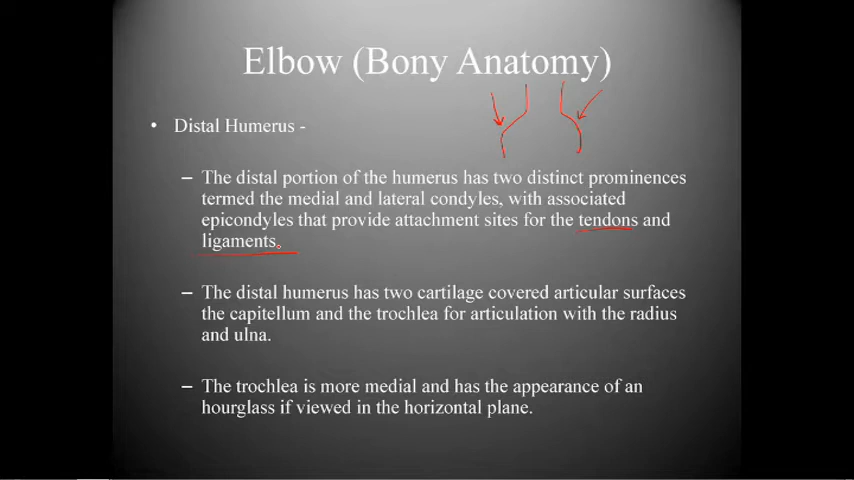 Elbow (Bony Anatomy)
• Distal Humerus -
– The distal portion of the humerus has two distinct prominences
termed the medial and lateral condyles, with associated
epicondyles that provide attachment sites for the tendons and
ligaments.
– The distal humerus has two cartilage covered articular surfaces
the capitellum and the trochlea for articulation with the radius
and ulna.
– The trochlea is more medial and has the appearance of an
hourglass if viewed in the horizontal plane.